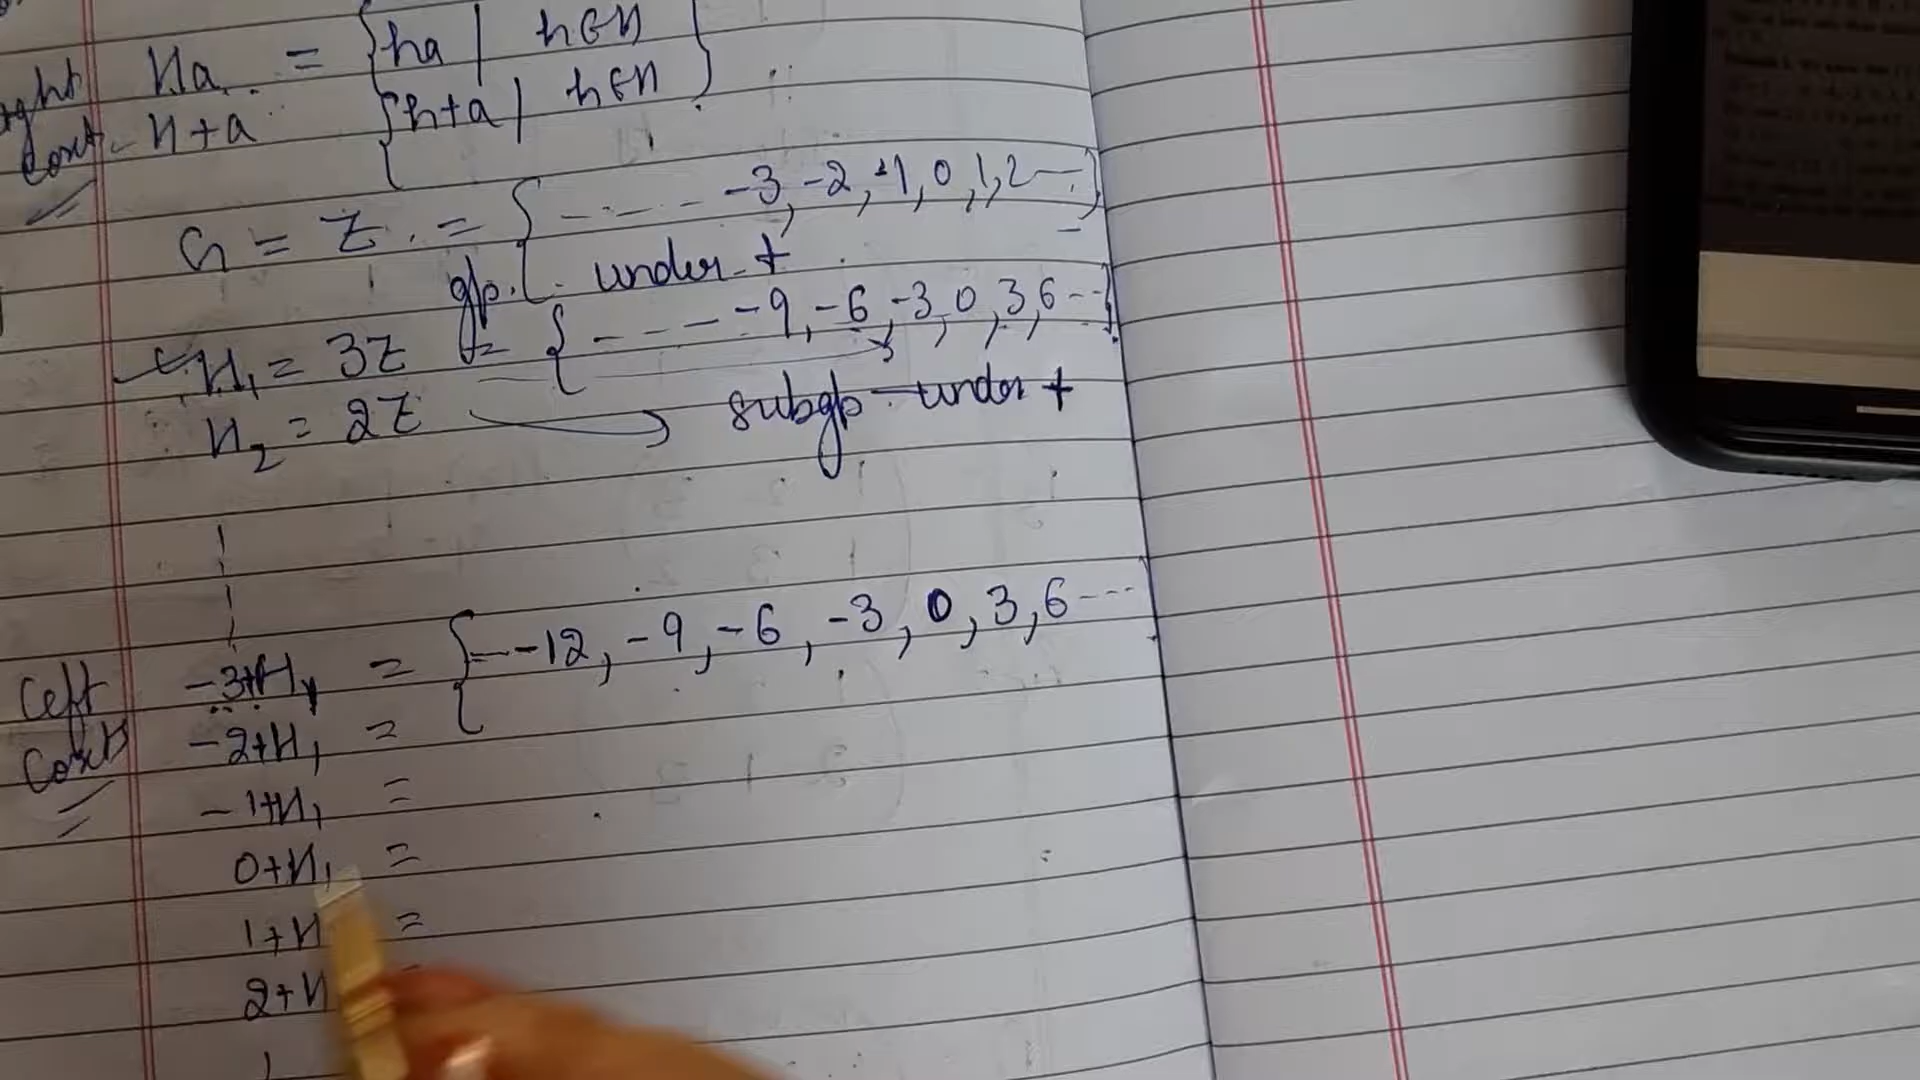 Right Ha = {ha | h∈H}
Coset H+a {h+a | h∈H
G = Z = { ---- -3, -2, -1, 0, 1, 2 --- }
gp. under +
H₁ = 3Z = { ---- -9, -6, -3, 0, 3, 6 -- }
H₂ = 2Z → subgp under +
-3+H₁ = { -- -12, -9, -6, -3, 0, 3, 6 --- }
Left
-2+H₁ =
Cosets
-1+H₁ =
0+H₁ =
1+H =
2+H